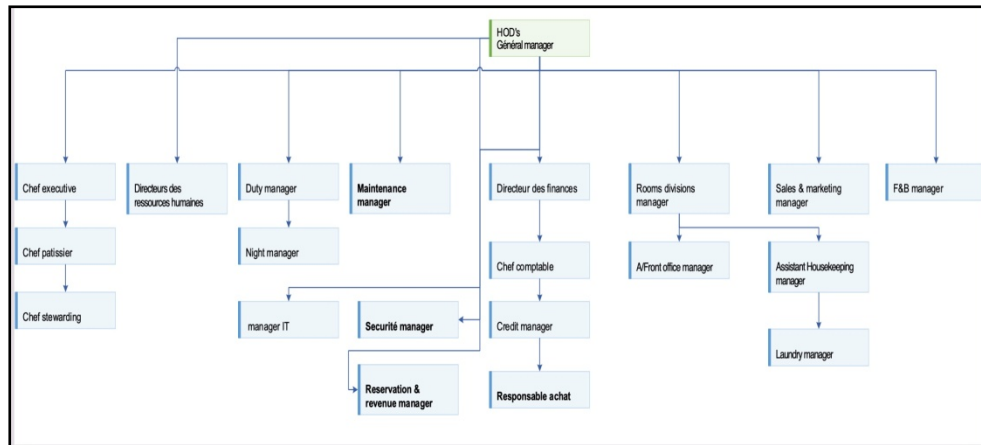 HOD's
Général manager
Chef executive
Directeurs des
ressources humaines
Duty manager
Maintenance
manager
Directeur des finances
Rooms divisions
manager
Sales & marketing
manager
F&B manager
Chef patissier
Night manager
Chef comptable
A/Front office manager
Assistant Housekeeping
manager
Chef stewarding
manager IT
Securité manager
Credit manager
Laundry manager
Reservation &
revenue manager
Responsable achat